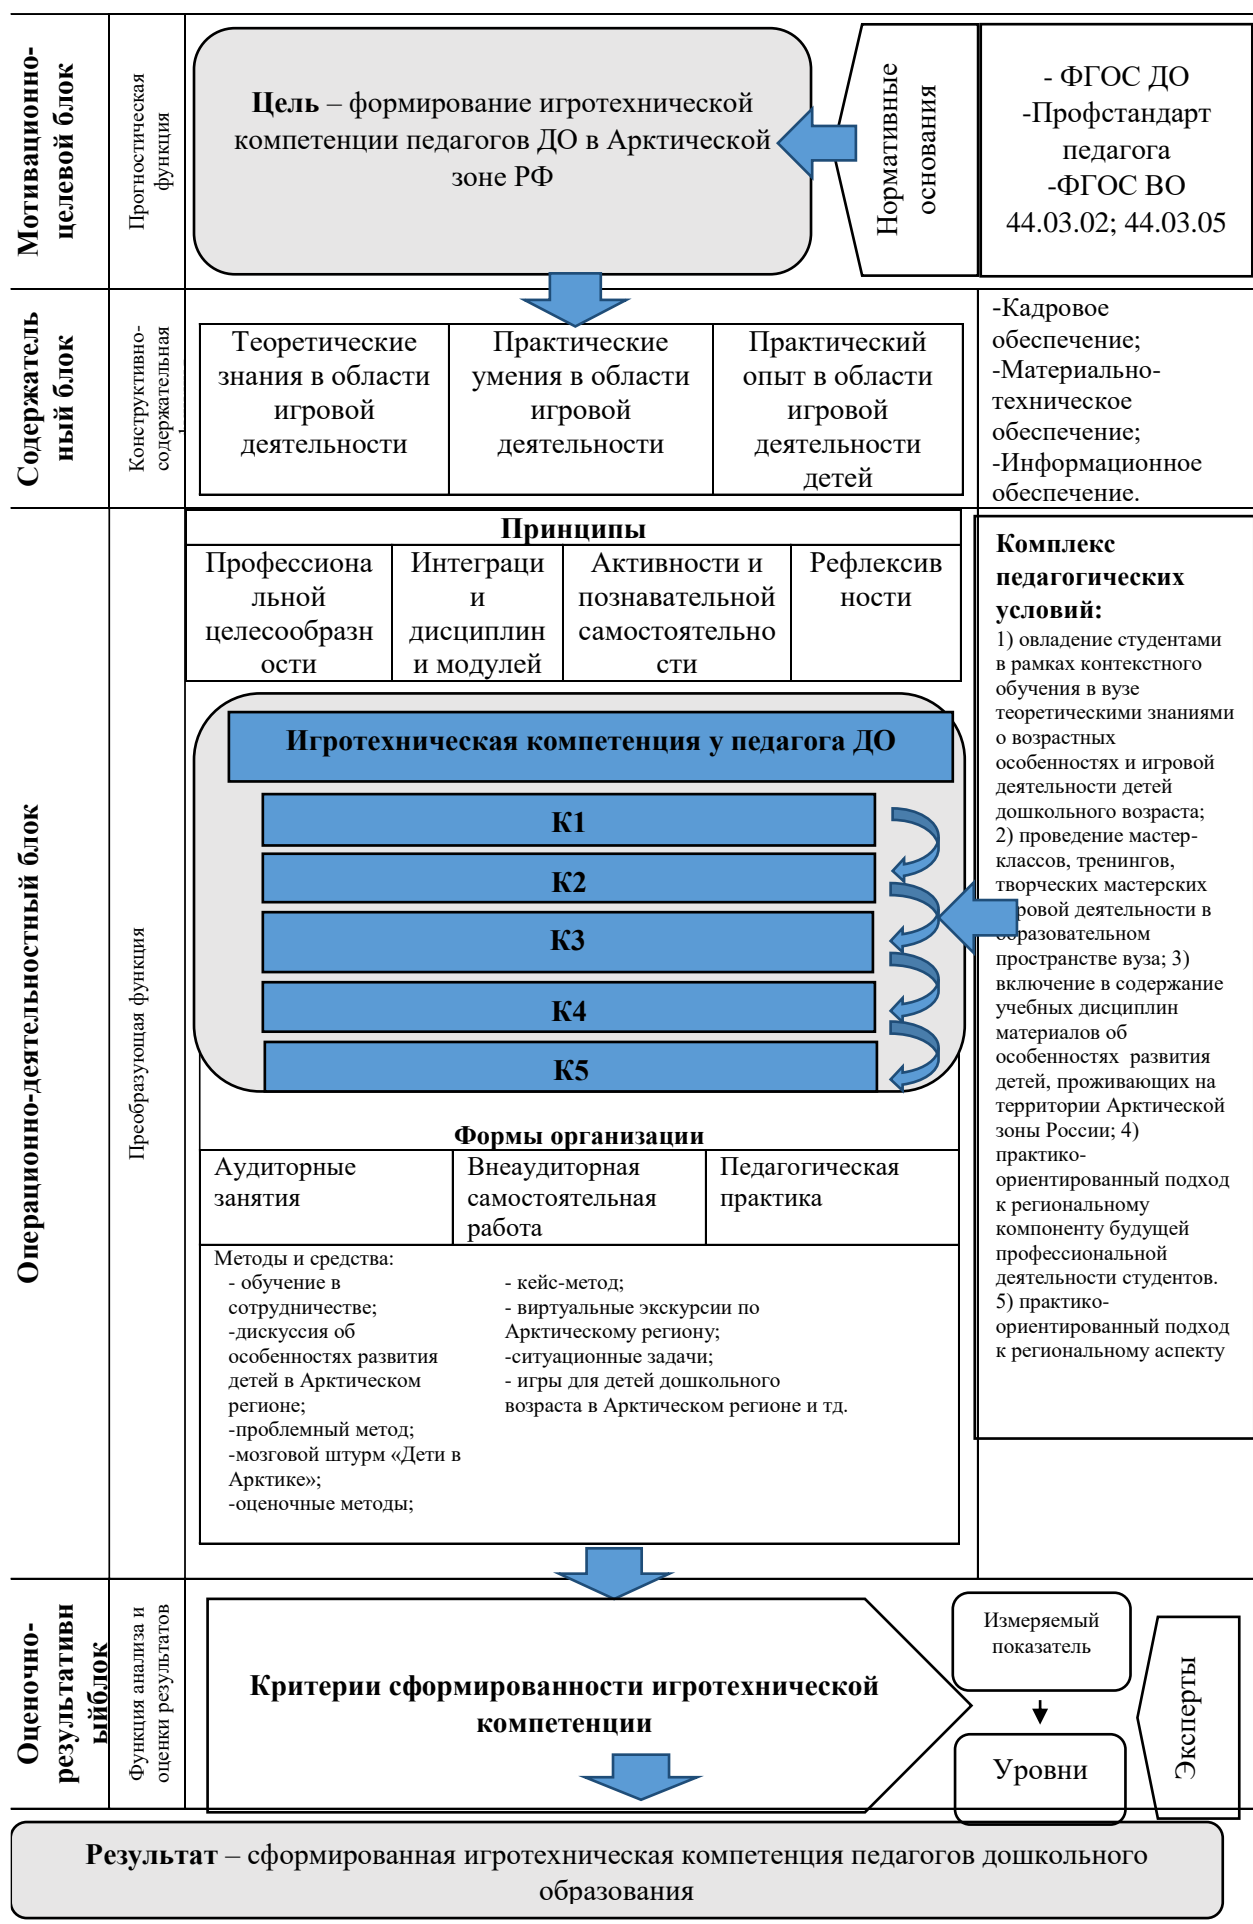 Мотивационно-
целевой блок
Прогностическая
функция
Цель – формирование игротехнической
компетенции педагогов ДО в Арктической
зоне РФ
Нормативные
основания
- ФГОС ДО
-Профстандарт
педагога
-ФГОС ВО
44.03.02; 44.03.05
Содержатель
ный блок
Конструктивно-
содержательная
Теоретические
знания в области
игровой
деятельности
Практические
умения в области
игровой
деятельности
Практический
опыт в области
игровой
деятельности
детей
-Кадровое
обеспечение;
-Материально-
техническое
обеспечение;
-Информационное
обеспечение.
Операционно-деятельностный блок
Преобразующая функция
Принципы
Профессиона
льной
целесообразн
ости
Интеграци
и
дисциплин
и модулей
Активности и
познавательной
самостоятельно
сти
Рефлексив
ности
Игротехническая компетенция у педагога ДО
К1
К2
К3
К4
К5
Формы организации
Аудиторные
занятия
Внеаудиторная
самостоятельная
работа
Педагогическая
практика
Методы и средства:
- обучение в
сотрудничестве;
-дискуссия об
особенностях развития
детей в Арктическом
регионе;
-проблемный метод;
-мозговой штурм «Дети в
Арктике»;
-оценочные методы;
- кейс-метод;
- виртуальные экскурсии по
Арктическому региону;
-ситуационные задачи;
- игры для детей дошкольного
возраста в Арктическом регионе и тд.
Комплекс
педагогических
условий:
1) овладение студентами
в рамках контекстного
обучения в вузе
теоретическими знаниями
о возрастных
особенностях и игровой
деятельности детей
дошкольного возраста;
2) проведение мастер-
классов, тренингов,
творческих мастерских
ровой деятельности в
образовательном
пространстве вуза; 3)
включение в содержание
учебных дисциплин
материалов об
особенностях развития
детей, проживающих на
территории Арктической
зоны России; 4)
практико-
ориентированный подход
к региональному
компоненту будущей
профессиональной
деятельности студентов.
5) практико-
ориентированный подход
к региональному аспекту
Оценочно-
результативн
ыйблок
Функция анализа и
оценки результатов
Критерии сформированности игротехнической
компетенции
Измеряемый
показатель
Уровни
Эксперты
Результат – сформированная игротехническая компетенция педагогов дошкольного
образования